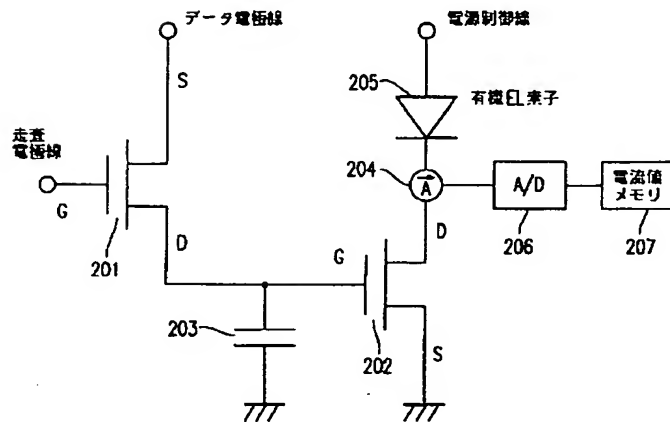 データ電極線
電源制御線
S
205
有機EL素子
走査
電極線
204
A
A/D
電流値
メモリ
G
206
207
201
D
G
D
203
202
S
S